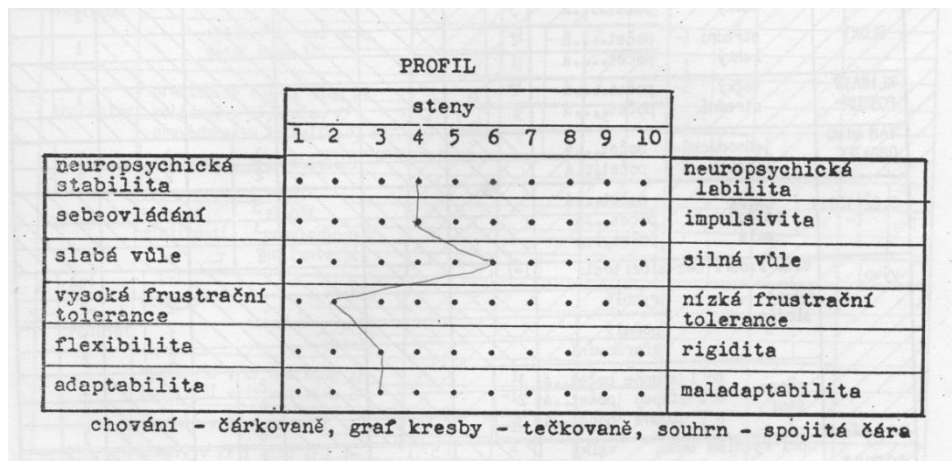 PROFIL
steny
1 2 3 4 5 6 7 8 9 10
neuropsychická stabilita neuropsychická labilita
sebeovládání impulsivita
slabá vůle silná vůle
vysoká frustrační tolerance nízká frustrační tolerance
flexibilita rigidita
adaptabilita maladaptabilita
chování - čárkovaně, graf kresby - tečkovaně, souhrn - spojitá čára